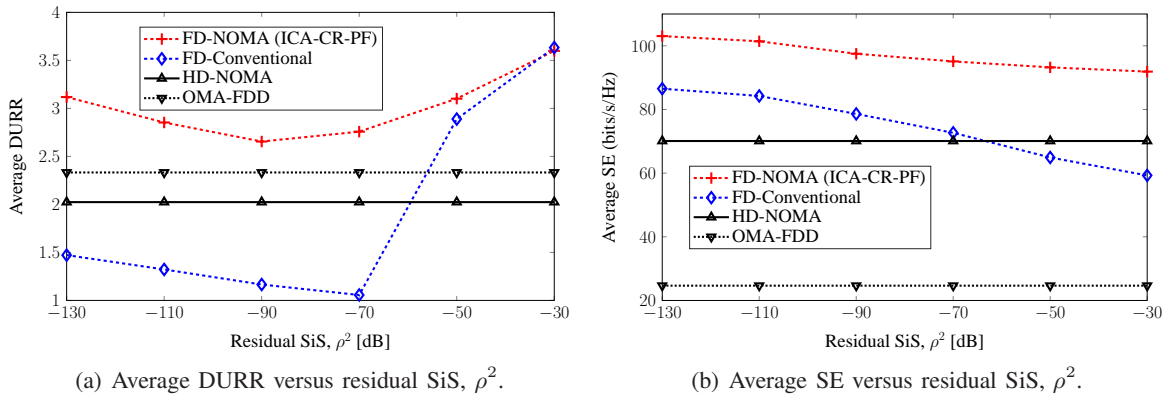 4
3.5
3
2.5
2
1.5
1
Average DURR
FD-NOMA (ICA-CR-PF)
FD-Conventional
HD-NOMA
OMA-FDD
−130
−110
−90
−70
−50
−30
Residual SiS, ρ² [dB]
(a) Average DURR versus residual SiS, ρ².
100
80
60
40
20
Average SE (bits/s/Hz)
FD-NOMA (ICA-CR-PF)
FD-Conventional
HD-NOMA
OMA-FDD
−130
−110
−90
−70
−50
−30
Residual SiS, ρ² [dB]
(b) Average SE versus residual SiS, ρ².